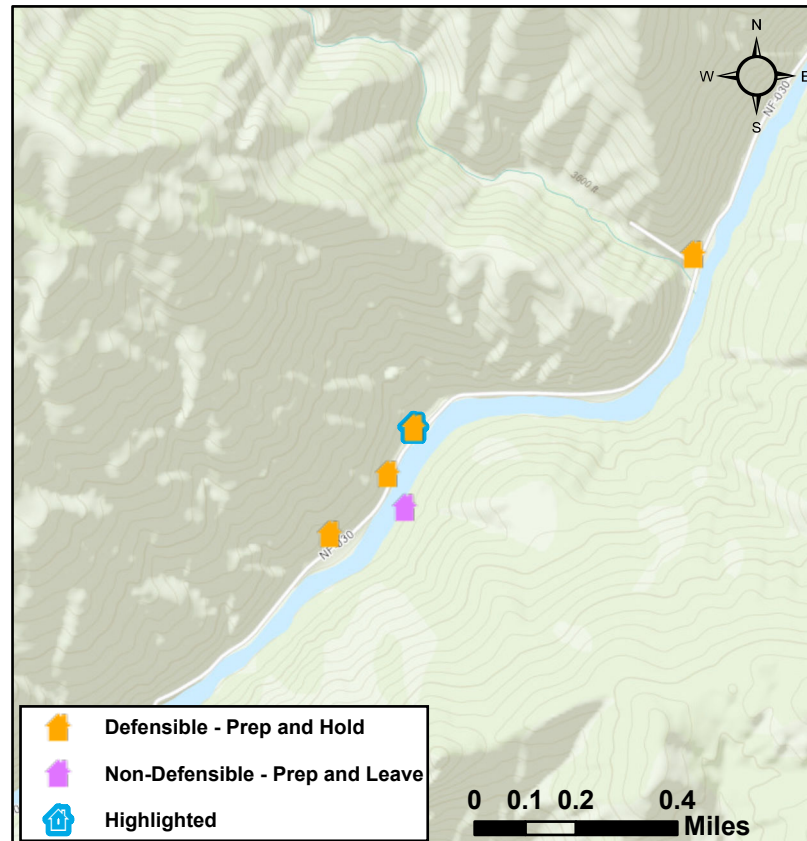 N
W
E
S
NF-030
3600 ft
NF-030
Defensible - Prep and Hold
Non-Defensible - Prep and Leave
Highlighted
0 0.1 0.2 0.4
Miles